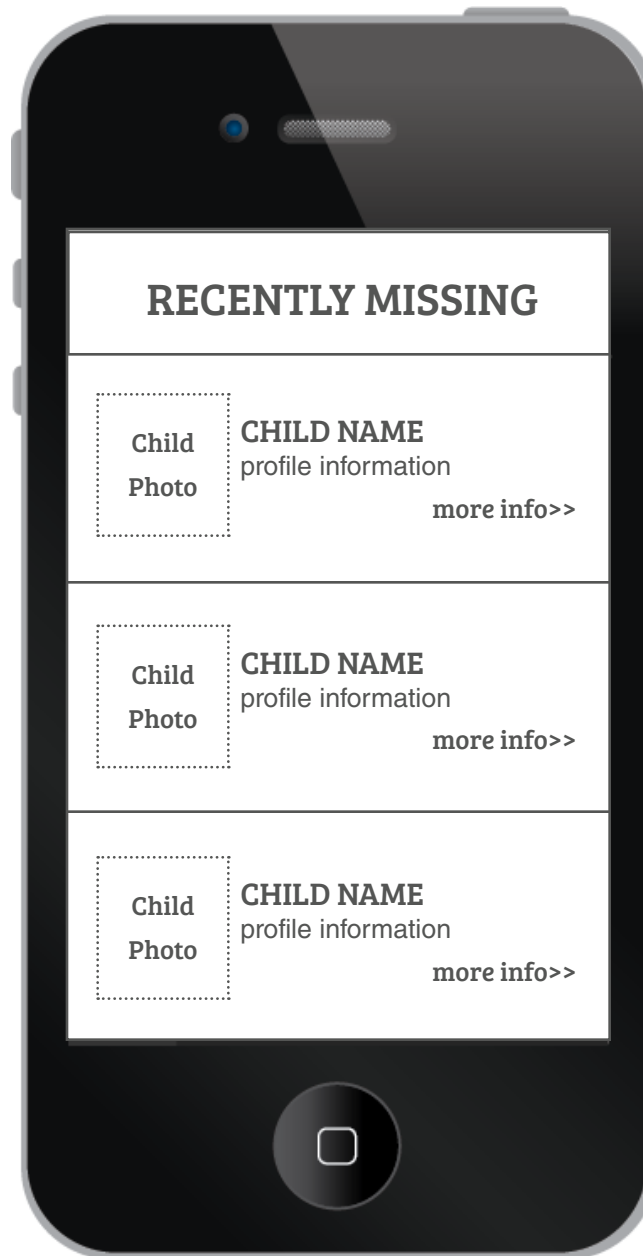 RECENTLY MISSING
Child
Photo
CHILD NAME
profile information
more info>>
Child
Photo
CHILD NAME
profile information
more info>>
Child
Photo
CHILD NAME
profile information
more info>>